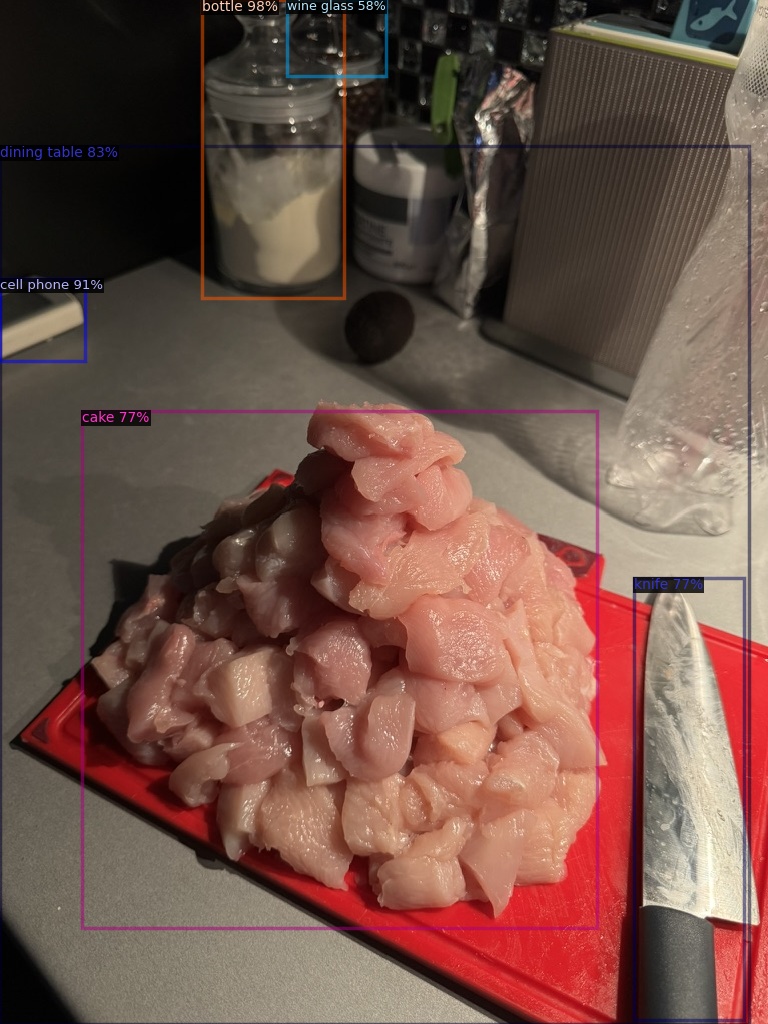 bottle 98%
wine glass 58%
dining table 83%
cell phone 91%
cake 77%
knife 77%